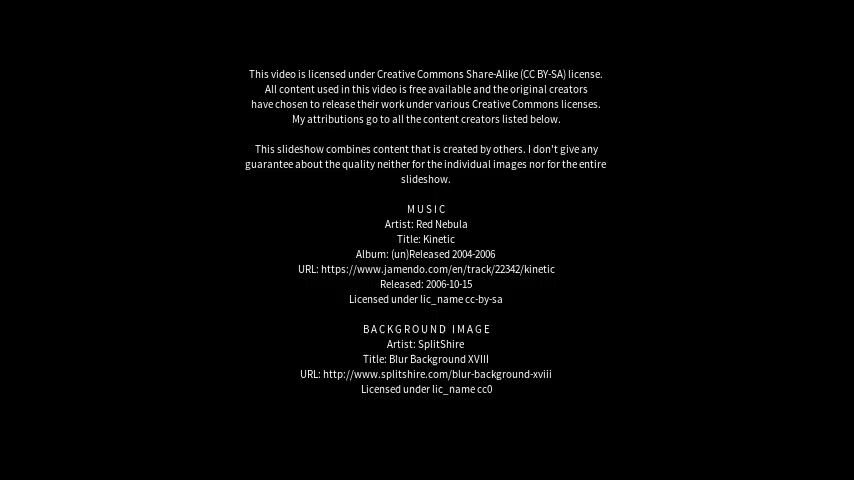 This video is licensed under Creative Commons Share-Alike (CC BY-SA) license.
All content used in this video is free available and the original creators
have chosen to release their work under various Creative Commons licenses.
My attributions go to all the content creators listed below.
This slideshow combines content that is created by others. I don't give any
guarantee about the quality neither for the individual images nor for the entire
slideshow.
MUSIC
Artist: Red Nebula
Title: Kinetic
Album: (un)Released 2004-2006
URL: https://www.jamendo.com/en/track/22342/kinetic
Released: 2006-10-15
Licensed under lic_name cc-by-sa
BACKGROUND IMAGE
Artist: SplitShire
Title: Blur Background XVIII
URL: http://www.splitshire.com/blur-background-xviii
Licensed under lic_name cc0